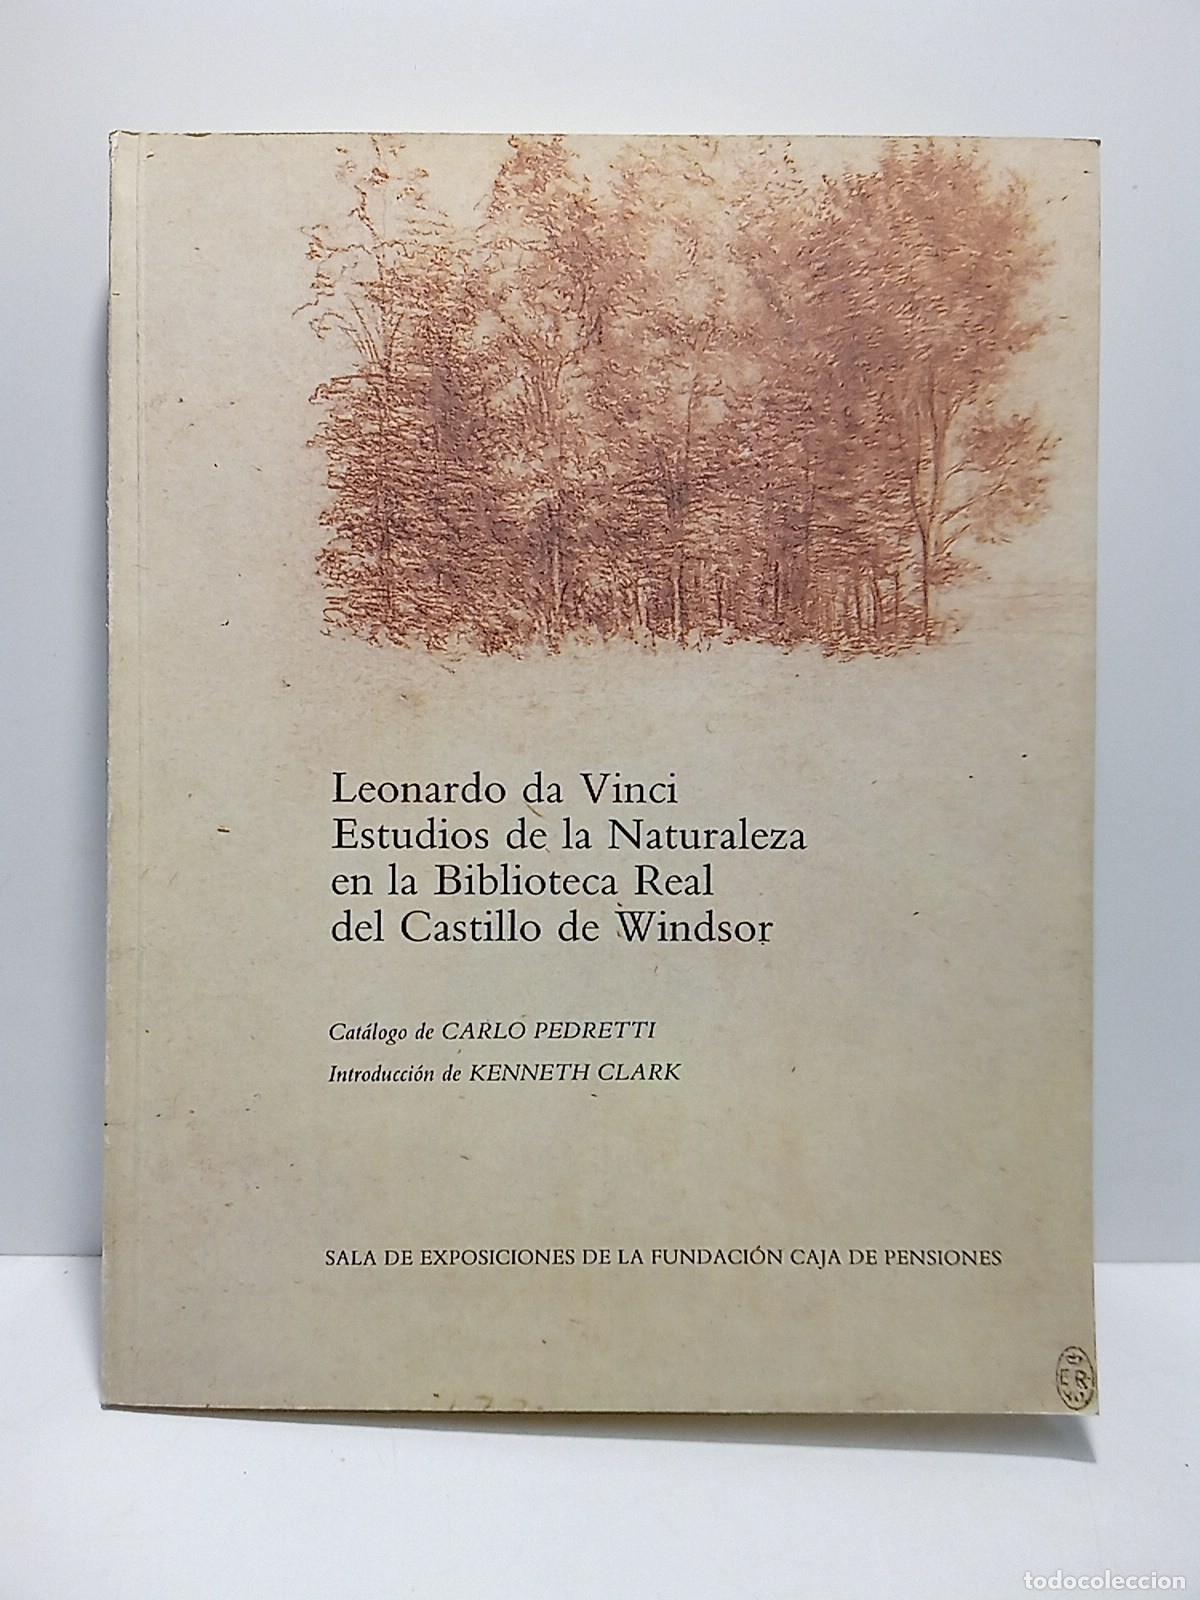 Leonardo da Vinci
Estudios de la Naturaleza
en la Biblioteca Real
del Castillo de Windsor
Catálogo de CARLO PEDRETTI
Introducción de KENNETH CLARK
SALA DE EXPOSICIONES DE LA FUNDACIÓN CAJA DE PENSIONES
todocoleccion